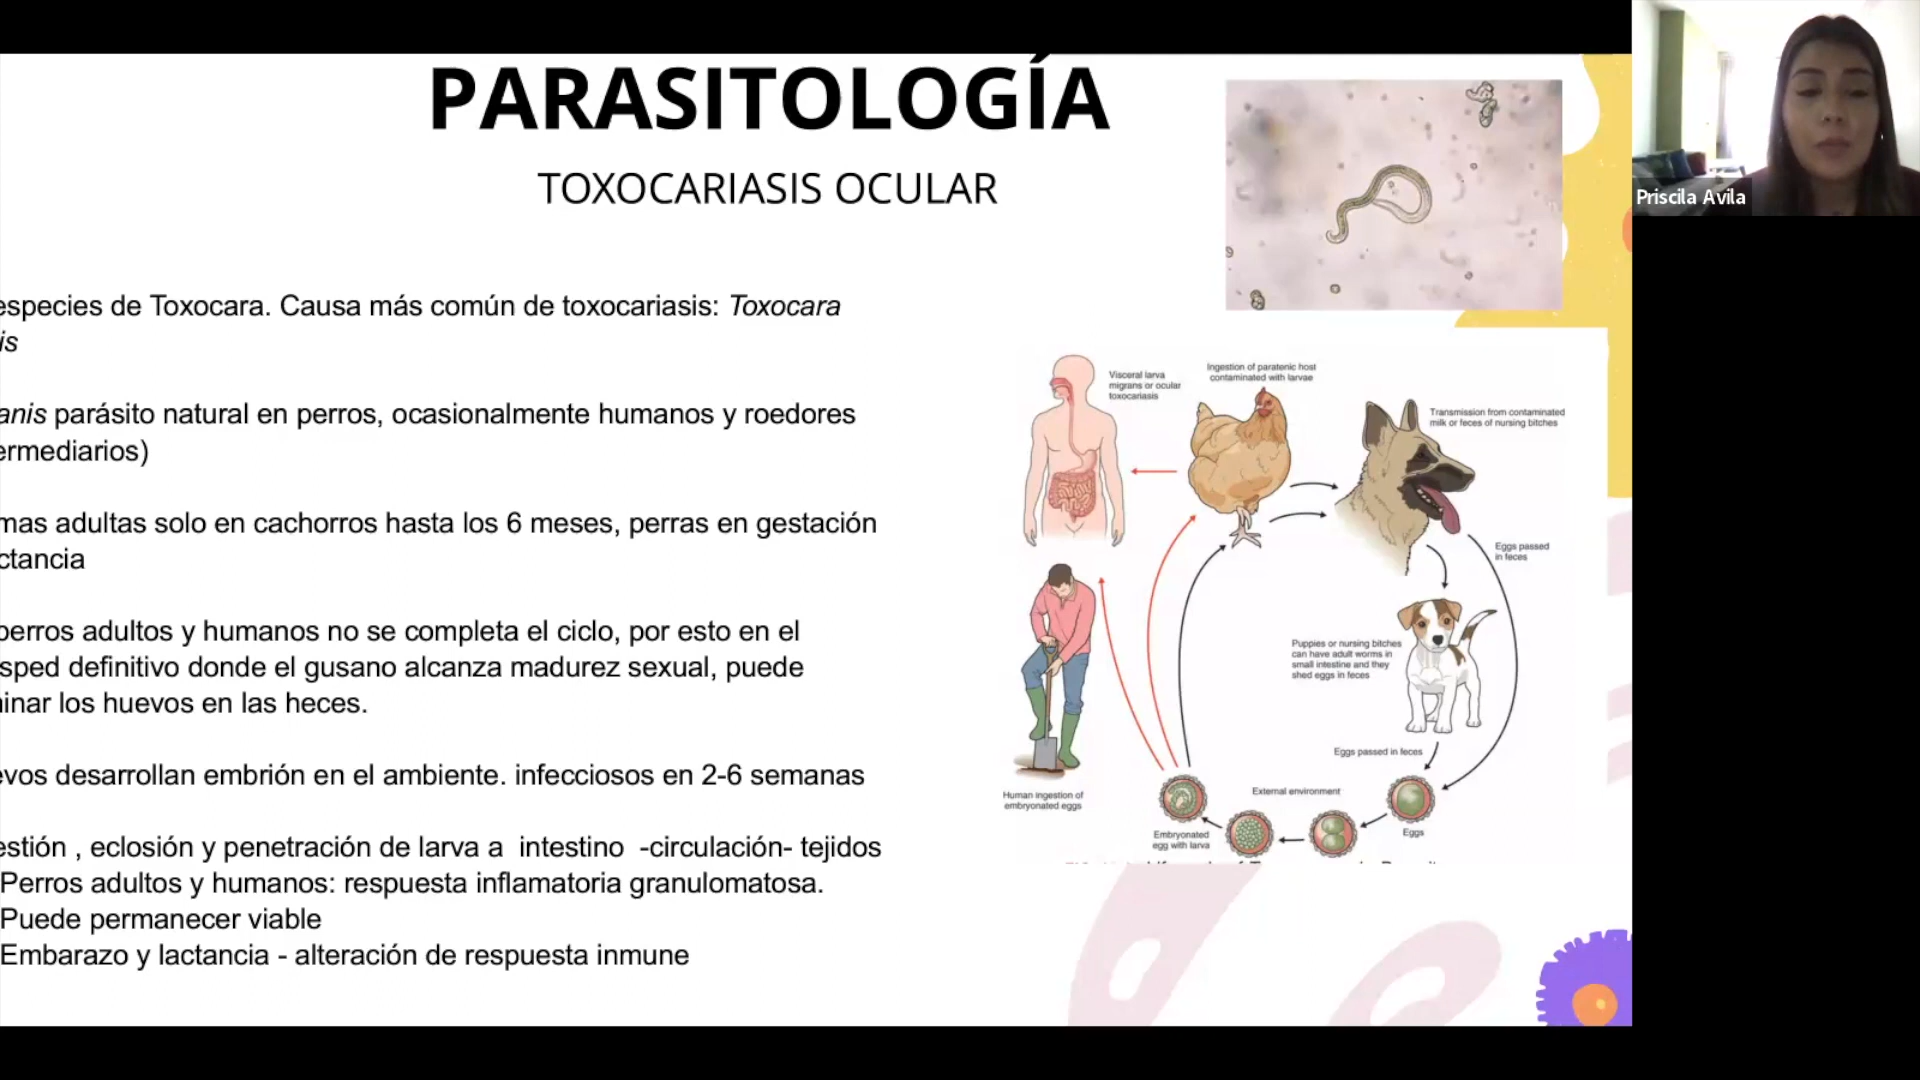 PARASITOLOGÍA
TOXOCARIASIS OCULAR
Priscila Avila
especies de Toxocara. Causa más común de toxocariasis: Toxocara
is
anis parásito natural en perros, ocasionalmente humanos y roedores
ermediarios)
mas adultas solo en cachorros hasta los 6 meses, perras en gestación
ctancia
perros adultos y humanos no se completa el ciclo, por esto en el
sped definitivo donde el gusano alcanza madurez sexual, puede
inar los huevos en las heces.
evos desarrollan embrión en el ambiente. infecciosos en 2-6 semanas
estión , eclosión y penetración de larva a intestino -circulación- tejidos
Perros adultos y humanos: respuesta inflamatoria granulomatosa.
Puede permanecer viable
Embarazo y lactancia - alteración de respuesta inmune
Visceral larva
migrans or ocular
toxocariasis
Ingestion of paratenic host
contaminated with larvae
Transmission from contaminated
milk or feces of nursing bitches
Eggs passed
in feces
Puppies or nursing bitches
can have adult worms in
small intestine and they
shed eggs in feces
Eggs passed in feces
Human ingestion of
embryonated eggs
External environment
Embryonated
egg with larva
Eggs